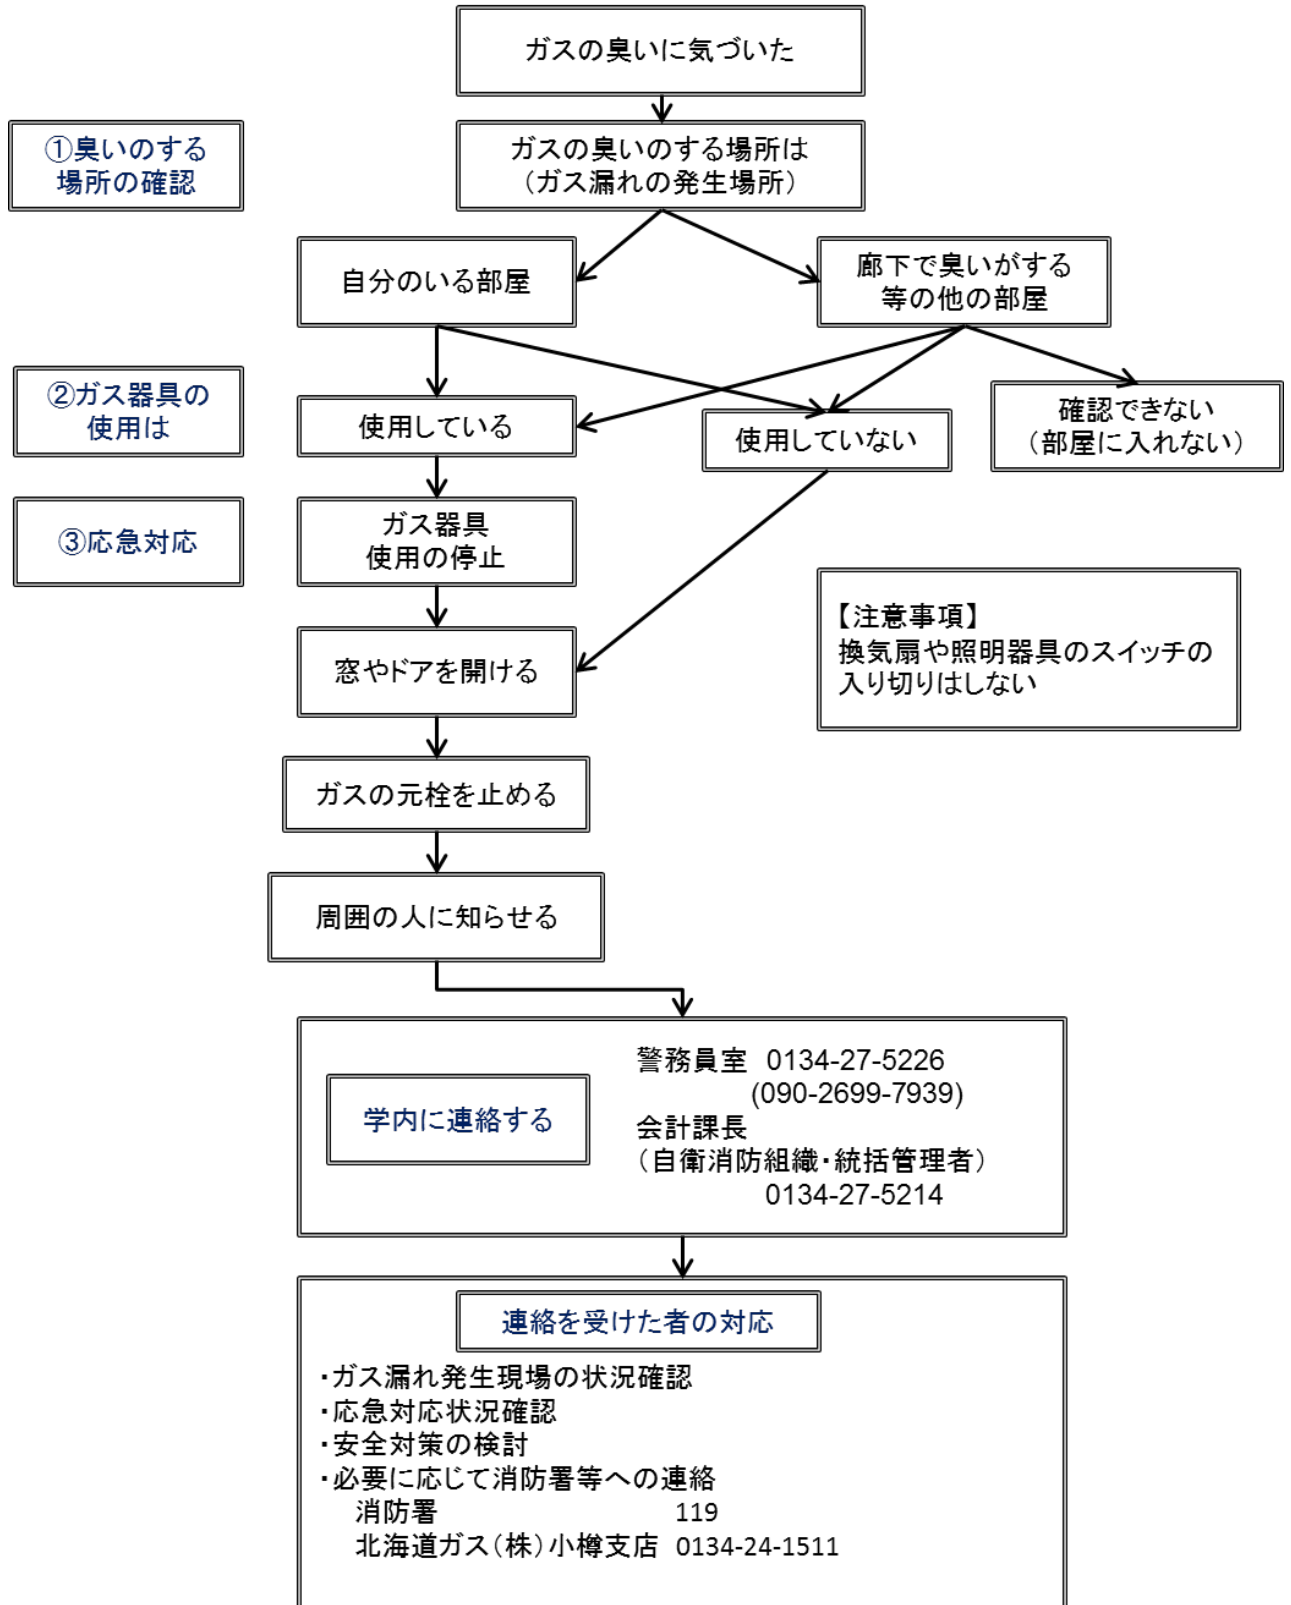 ガスの臭いに気づいた
①臭いのする
場所の確認
ガスの臭いのする場所は
（ガス漏れの発生場所）
自分のいる部屋
廊下で臭いがする
等の他の部屋
②ガス器具の
使用は
使用している
使用していない
確認できない
（部屋に入れない）
③応急対応
ガス器具
使用の停止
【注意事項】
換気扇や照明器具のスイッチの
入り切りはしない
窓やドアを開ける
ガスの元栓を止める
周囲の人に知らせる
学内に連絡する
警務員室 0134-27-5226
(090-2699-7939)
会計課長
（自衛消防組織・統括管理者）
0134-27-5214
連絡を受けた者の対応
・ガス漏れ発生現場の状況確認
・応急対応状況確認
・安全対策の検討
・必要に応じて消防署等への連絡
消防署 119
北海道ガス（株）小樽支店 0134-24-1511